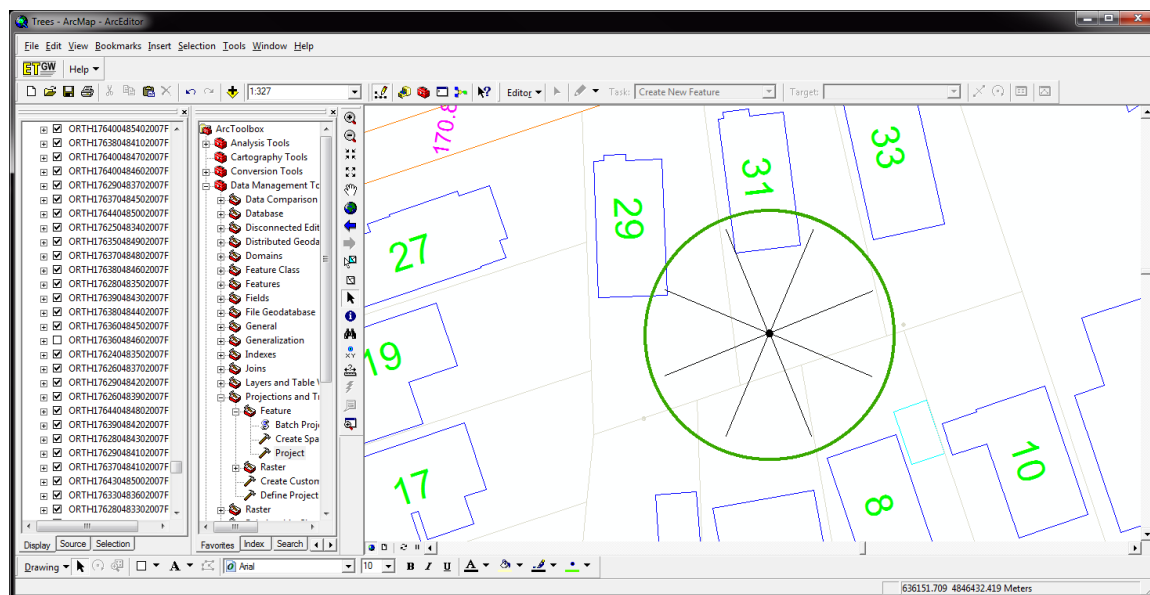 Trees - ArcMap - ArcEditor
File Edit View Bookmarks Insert Selection Tools Window Help
ET GW Help
1:327 Editor Task: Create New Feature Target:
ORTH176400485402007F
ORTH176380484102007F
ORTH176400484702007F
ORTH176400484602007F
ORTH176290483702007F
ORTH176370484502007F
ORTH176440485002007F
ORTH176250483402007F
ORTH176350484902007F
ORTH176370484802007F
ORTH176380484602007F
ORTH176280483502007F
ORTH176390484302007F
ORTH176380484402007F
ORTH176360484502007F
ORTH176360484602007F
ORTH176240483502007F
ORTH176260483702007F
ORTH176290484202007F
ORTH176260483902007F
ORTH176440484802007F
ORTH176390484202007F
ORTH176280484302007F
ORTH176290484102007F
ORTH176370484102007F
ORTH176430485002007F
ORTH176330483602007F
ORTH176280483302007F
Display Source Selection
ArcToolbox
Analysis Tools
Cartography Tools
Conversion Tools
Data Management To
Data Comparison
Database
Disconnected Edit
Distributed Geoda
Domains
Feature Class
Features
Fields
File Geodatabase
General
Generalization
Indexes
Joins
Layers and Table
Projections and Tr
Feature
Batch Proj
Create Spa
Project
Raster
Create Custom
Define Project
Raster
Favorites Index Search
170.8
27
29
31
33
19
17
8
10
Drawing A Arial 10 B I U A
636151.709 4846432.419 Meters